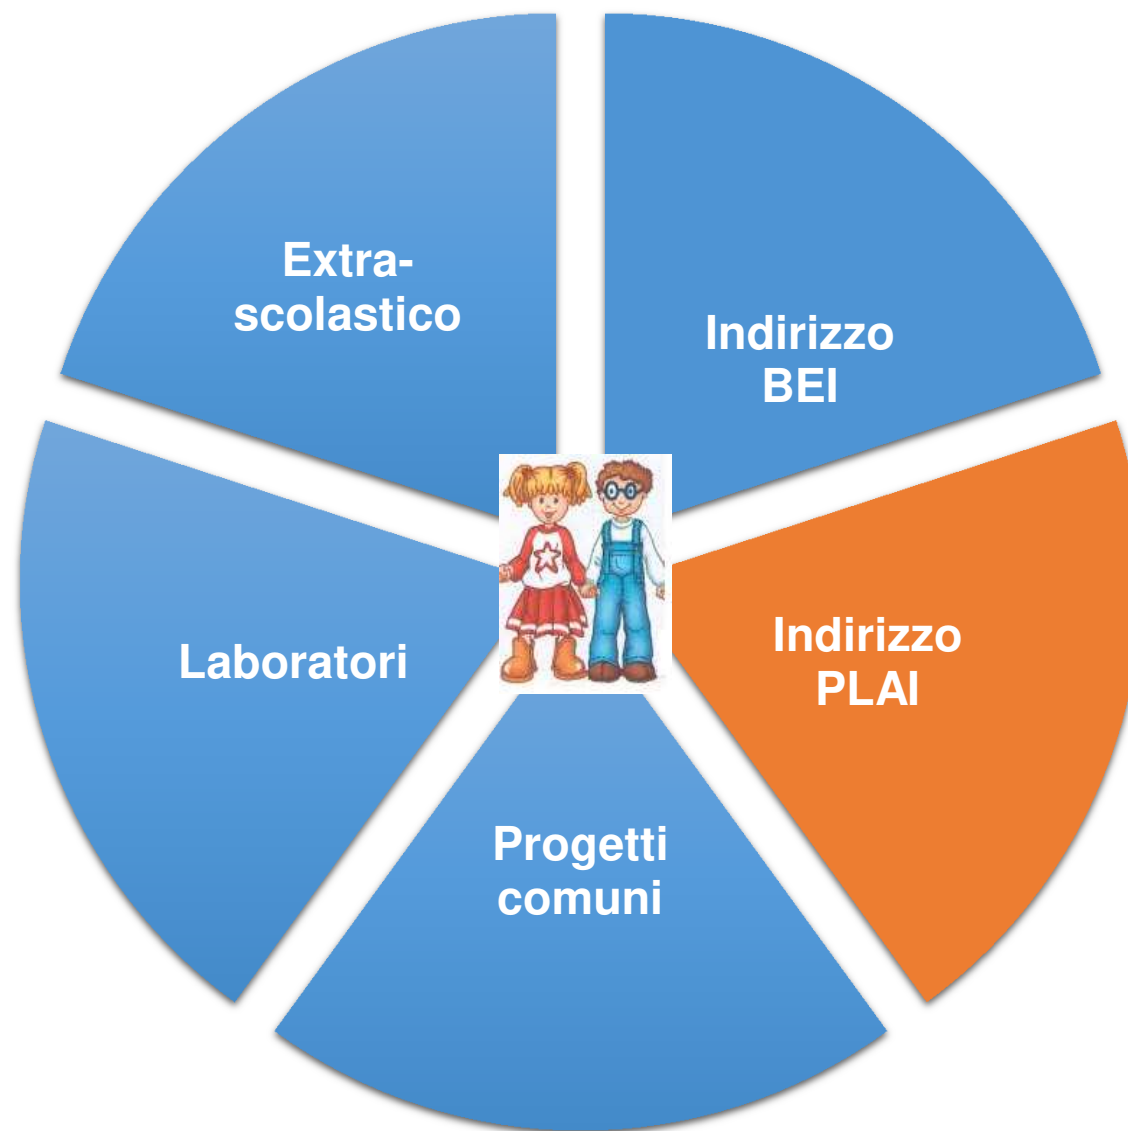 Extra-
scolastico
Indirizzo
BEI
Indirizzo
PLAI
Laboratori
Progetti
comuni